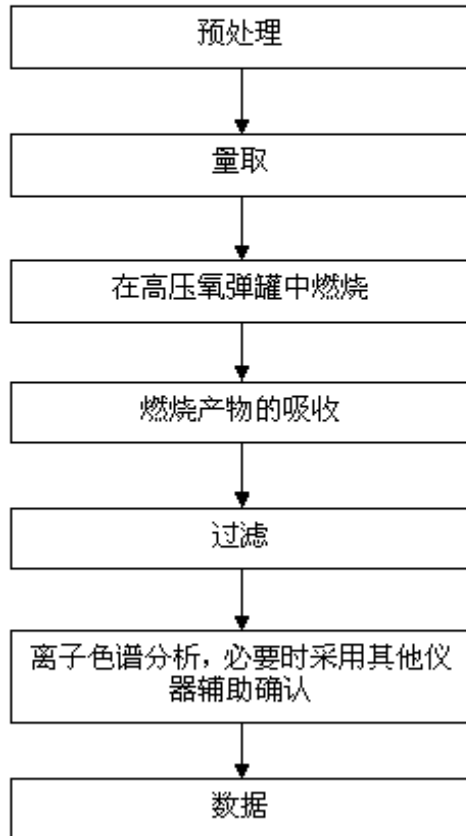 预处理
量取
在高压氧弹罐中燃烧
燃烧产物的吸收
过滤
离子色谱分析，必要时采用其他仪
器辅助确认
数据